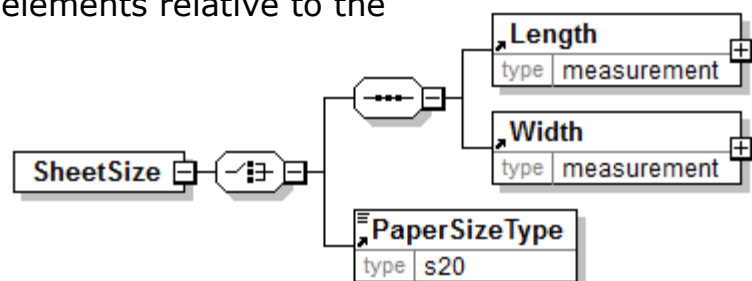 elements relative to the
Length
type measurement
Width
type measurement
SheetSize
PaperSizeType
type s20